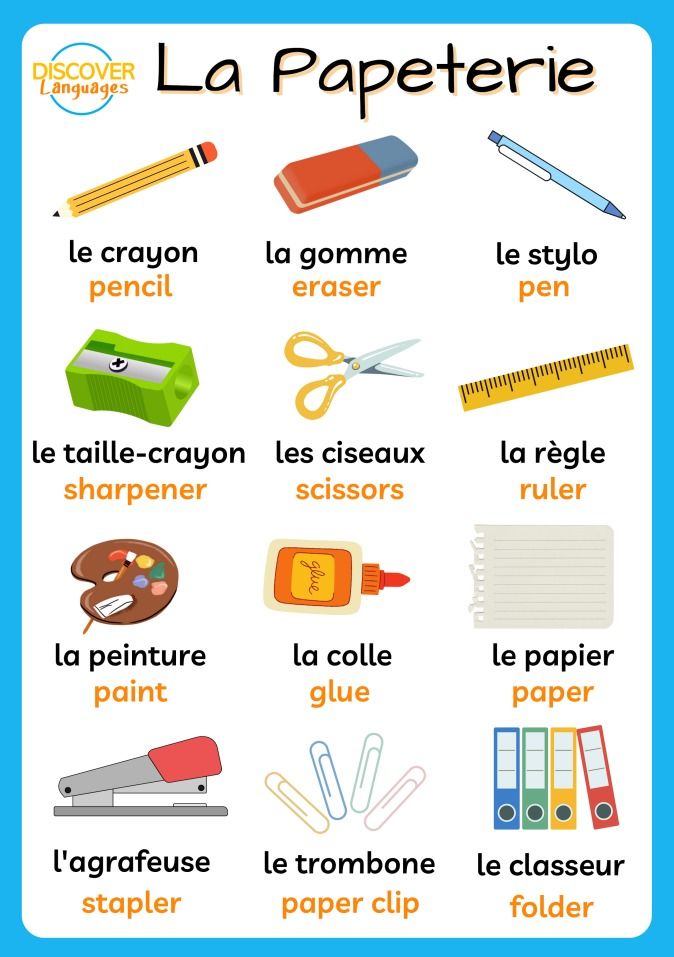 DISCOVER
Languages
La Papeterie
le crayon
pencil
la gomme
eraser
le stylo
pen
le taille-crayon
sharpener
les ciseaux
scissors
la règle
ruler
la peinture
paint
glue
la colle
glue
le papier
paper
l'agrafeuse
stapler
le trombone
paper clip
le classeur
folder